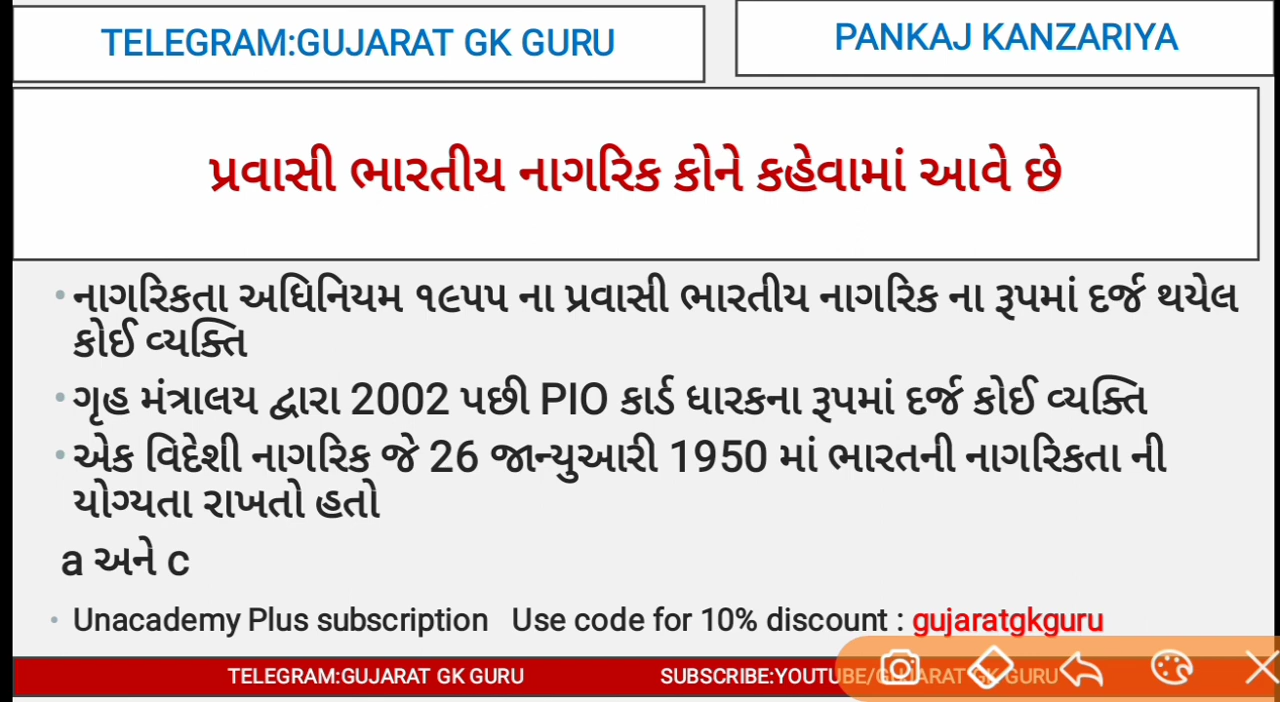 TELEGRAM:GUJARAT GK GURU
PANKAJ KANZARIYA
પ્રવાસી ભારતીય નાગરિક કોને કહેવામાં આવે છે
•નાગરિકતા અધિનિયમ ૧૯૫૫ ના પ્રવાસી ભારતીય નાગરિક ના રૂપમાં દર્જ થયેલ
કોઈ વ્યક્તિ
•ગૃહ મંત્રાલય દ્વારા 2002 પછી PIO કાર્ડ ધારકના રૂપમાં દર્જ કોઈ વ્યક્તિ
•એક વિદેશી નાગરિક જે 26 જાન્યુઆરી 1950 માં ભારતની નાગરિકતા ની
યોગ્યતા રાખતો હતો
a અને c
• Unacademy Plus subscription Use code for 10% discount : gujaratgkguru
TELEGRAM:GUJARAT GK GURU
SUBSCRIBE:YOUTUBE/GUJARAT GK GURU